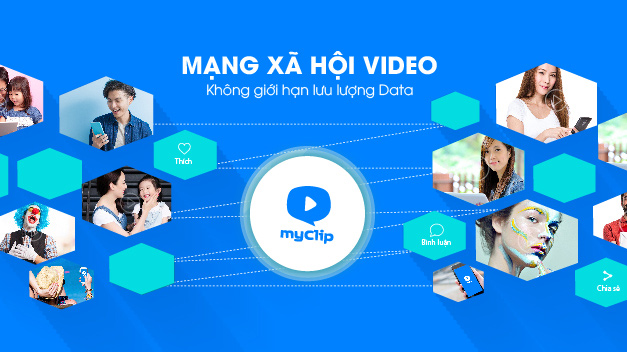 MẠNG XÃ HỘI VIDEO
Không giới hạn lưu lượng Data
Thích
myClip
Bình luận
Chia sẻ